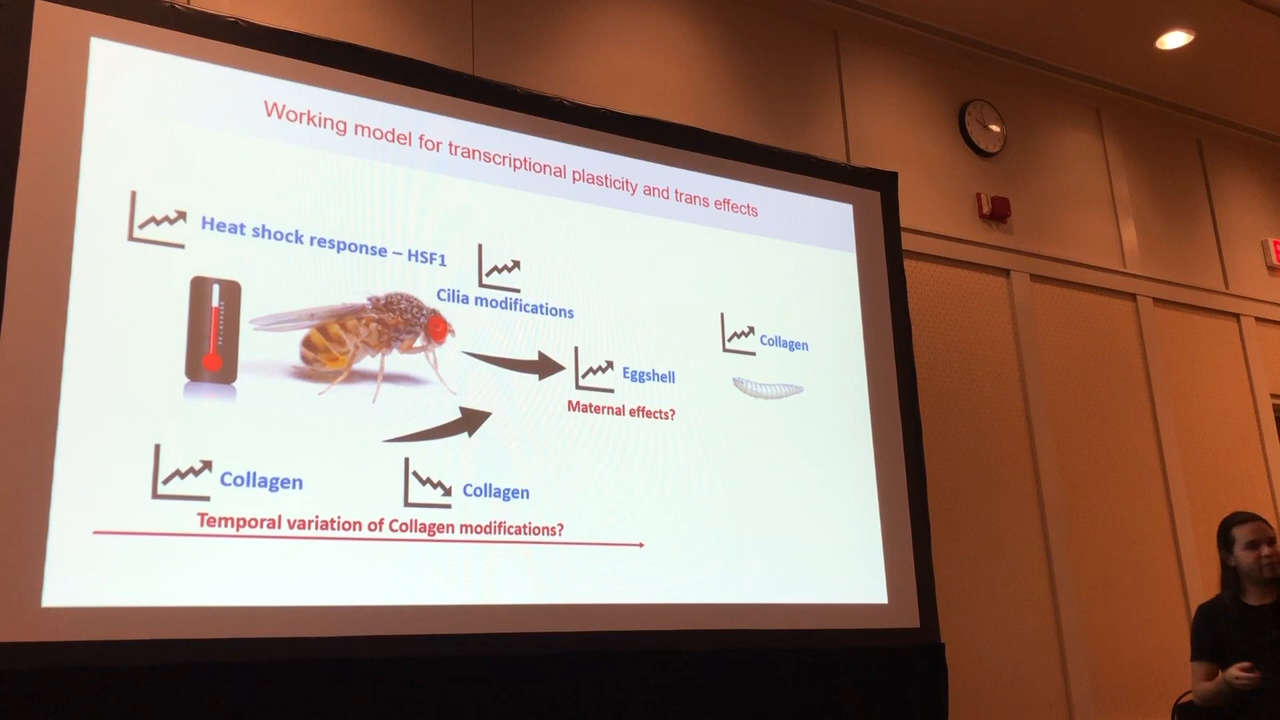 Working model for transcriptional plasticity and trans effects
Heat shock response – HSF1
Cilia modifications
Collagen
Eggshell
Maternal effects?
Collagen
Collagen
Temporal variation of Collagen modifications?